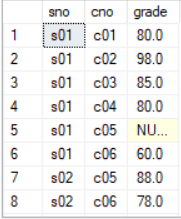 sno cno grade
1 s01 c01 80.0
2 s01 c02 98.0
3 s01 c03 85.0
4 s01 c04 80.0
5 s01 c05 NU...
6 s01 c06 60.0
7 s02 c05 88.0
8 s02 c06 78.0